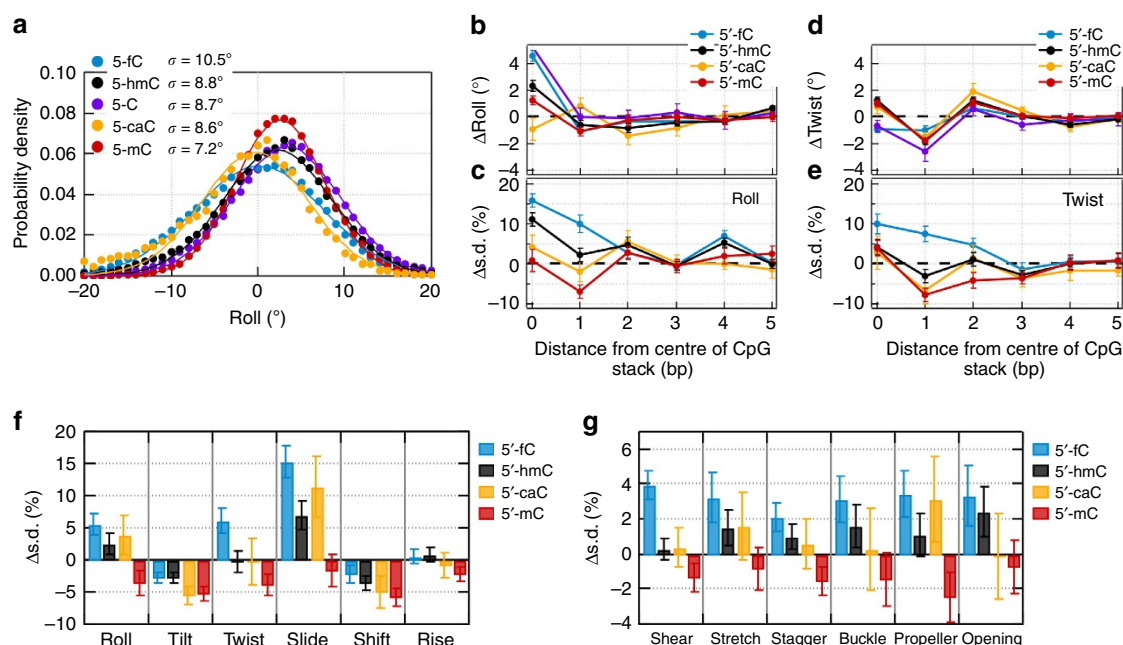 a
5-fC σ = 10.5°
5-hmC σ = 8.8°
5-C σ = 8.7°
5-caC σ = 8.6°
5-mC σ = 7.2°
Probability density
0.10
0.08
0.06
0.04
0.02
0.00
–20 –10 0 10 20
Roll (°)
b
5′-fC
5′-hmC
5′-caC
5′-mC
ΔRoll (°)
4
2
0
–2
–4
c
Roll
Δs.d. (%)
20
10
0
–10
0 1 2 3 4 5
Distance from centre of CpG
stack (bp)
d
5′-fC
5′-hmC
5′-caC
5′-mC
ΔTwist (°)
4
2
0
–2
–4
e
Twist
Δs.d. (%)
20
10
0
–10
0 1 2 3 4 5
Distance from centre of CpG
stack (bp)
f
Δs.d. (%)
20
15
10
5
0
–5
–10
Roll Tilt Twist Slide Shift Rise
5′-fC
5′-hmC
5′-caC
5′-mC
g
Δs.d. (%)
6
4
2
0
–2
–4
Shear Stretch Stagger Buckle Propeller Opening
5′-fC
5′-hmC
5′-caC
5′-mC